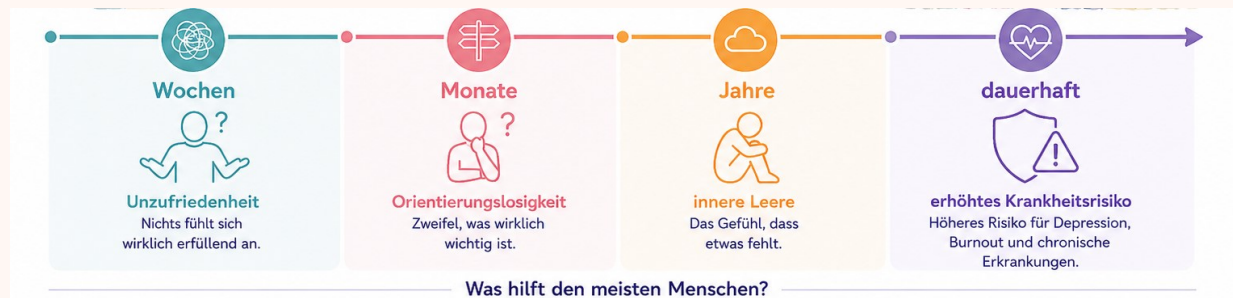 Wochen
?
Unzufriedenheit
Nichts fühlt sich
wirklich erfüllend an.
Monate
?
Orientierungslosigkeit
Zweifel, was wirklich
wichtig ist.
Jahre
innere Leere
Das Gefühl, dass
etwas fehlt.
dauerhaft
!
erhöhtes Krankheitsrisiko
Höheres Risiko für Depression,
Burnout und chronische
Erkrankungen.
Was hilft den meisten Menschen?